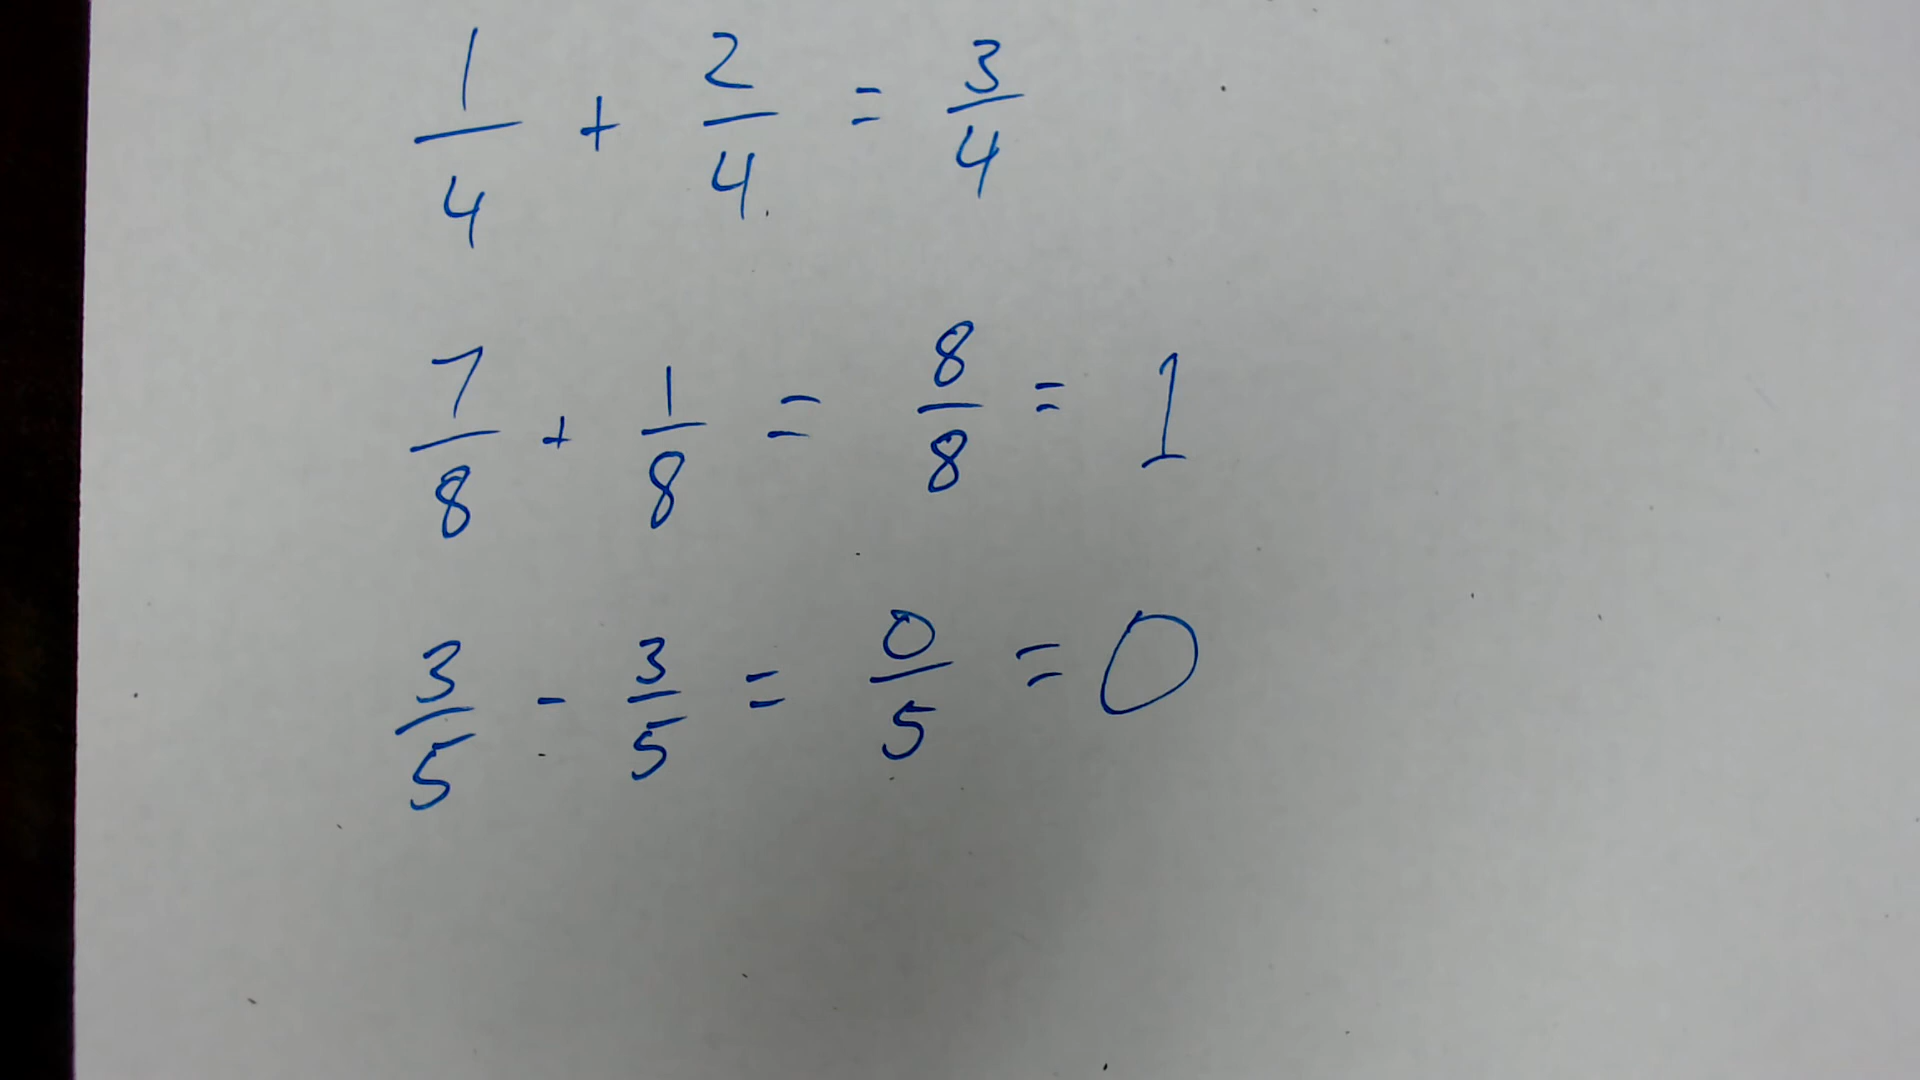 1/4 + 2/4 = 3/4
7/8 + 1/8 = 8/8 = 1
3/5 - 3/5 = 0/5 = 0